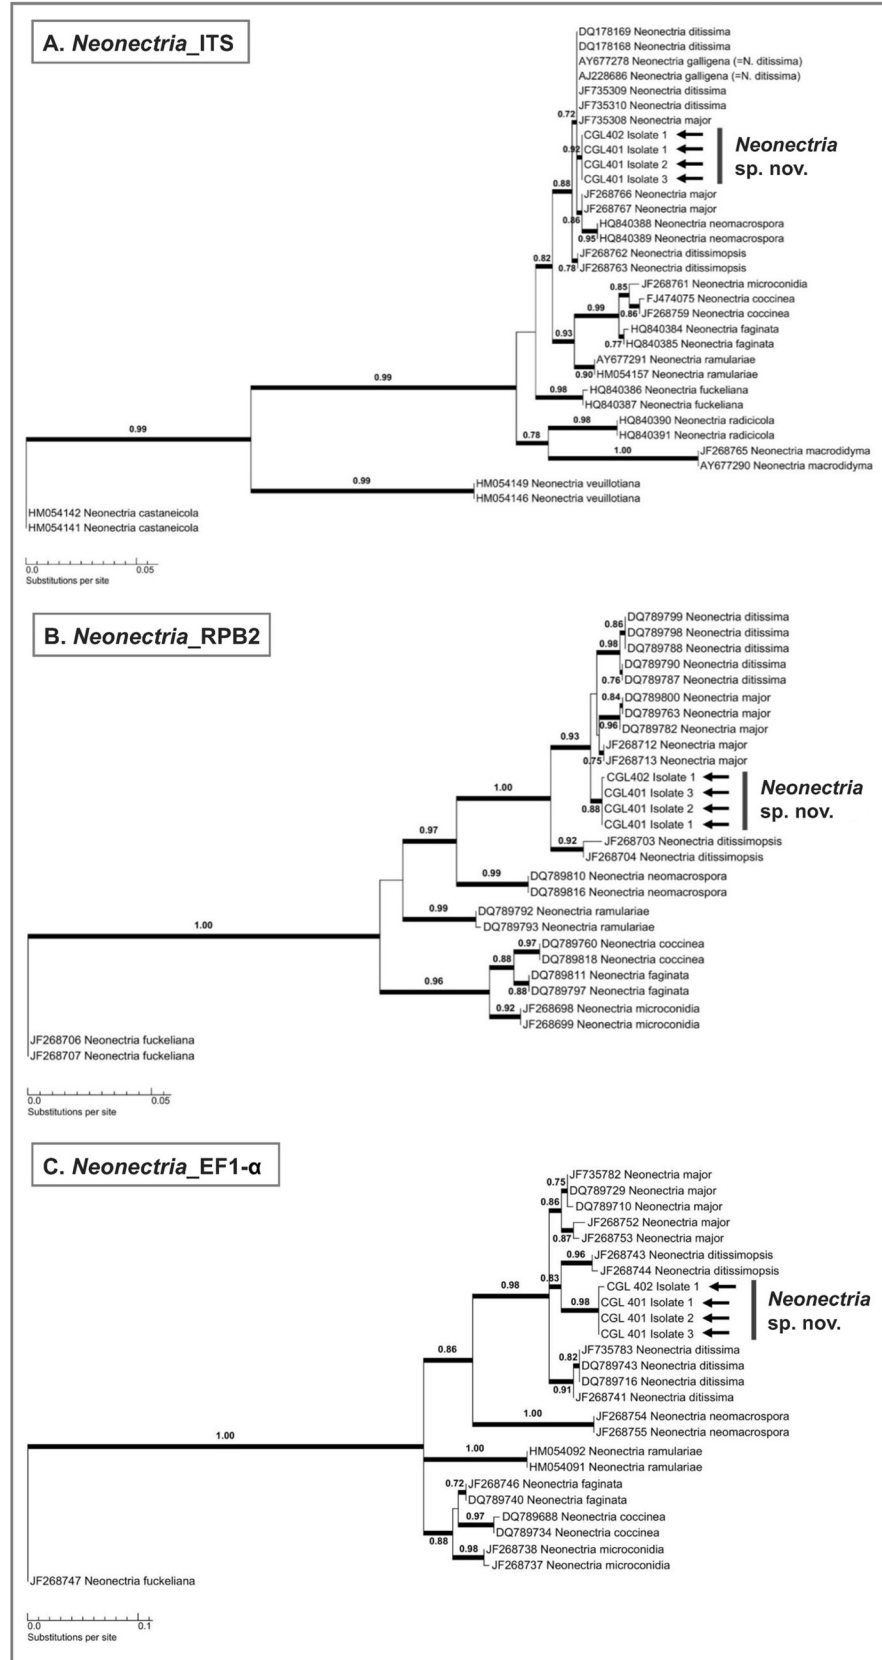 A. Neonectria_ITS
DQ178169 Neonectria ditissima
DQ178168 Neonectria ditissima
AY677278 Neonectria galligena (=N. ditissima)
AJ228686 Neonectria galligena (=N. ditissima)
JF735309 Neonectria ditissima
JF735310 Neonectria ditissima
0.72
JF735308 Neonectria major
CGL402 Isolate 1
0.92
CGL401 Isolate 1
CGL401 Isolate 2
CGL401 Isolate 3
Neonectria
sp. nov.
0.88
JF268766 Neonectria major
JF268767 Neonectria major
0.86
HQ840388 Neonectria neomacrospora
0.95
HQ840389 Neonectria neomacrospora
0.82
JF268762 Neonectria ditissimopsis
0.78
JF268763 Neonectria ditissimopsis
JF268761 Neonectria microconidia
0.85
FJ474075 Neonectria coccinea
0.99
0.86
JF268759 Neonectria coccinea
HQ840384 Neonectria faginata
0.93
0.77
HQ840385 Neonectria faginata
AY677291 Neonectria ramulariae
0.90
HM054157 Neonectria ramulariae
0.99
0.98
HQ840386 Neonectria fuckeliana
HQ840387 Neonectria fuckeliana
0.98
HQ840390 Neonectria radicicola
0.78
HQ840391 Neonectria radicicola
0.99
1.00
JF268765 Neonectria macrodidyma
AY677290 Neonectria macrodidyma
0.99
HM054149 Neonectria veuillotiana
HM054146 Neonectria veuillotiana
HM054142 Neonectria castaneicola
HM054141 Neonectria castaneicola
0.0 0.05
Substitutions per site
B. Neonectria_RPB2
DQ789799 Neonectria ditissima
0.86
DQ789798 Neonectria ditissima
0.98
DQ789788 Neonectria ditissima
DQ789790 Neonectria ditissima
0.76
DQ789787 Neonectria ditissima
0.84
DQ789800 Neonectria major
DQ789763 Neonectria major
0.96
DQ789782 Neonectria major
0.93
JF268712 Neonectria major
0.75
JF268713 Neonectria major
CGL402 Isolate 1
CGL401 Isolate 3
0.88
CGL401 Isolate 2
CGL401 Isolate 1
Neonectria
sp. nov.
1.00
0.92
JF268703 Neonectria ditissimopsis
JF268704 Neonectria ditissimopsis
0.97
0.99
DQ789810 Neonectria neomacrospora
DQ789816 Neonectria neomacrospora
0.99
DQ789792 Neonectria ramulariae
DQ789793 Neonectria ramulariae
1.00
0.97
DQ789760 Neonectria coccinea
0.88
DQ789818 Neonectria coccinea
DQ789811 Neonectria faginata
0.96
0.88
DQ789797 Neonectria faginata
0.92
JF268698 Neonectria microconidia
JF268699 Neonectria microconidia
JF268706 Neonectria fuckeliana
JF268707 Neonectria fuckeliana
0.0 0.05
Substitutions per site
C. Neonectria_EF1-α
JF735782 Neonectria major
0.75
DQ789729 Neonectria major
0.86
DQ789710 Neonectria major
JF268752 Neonectria major
0.87
JF268753 Neonectria major
0.96
JF268743 Neonectria ditissimopsis
JF268744 Neonectria ditissimopsis
0.98
0.83
CGL 402 Isolate 1
0.98
CGL 401 Isolate 1
CGL 401 Isolate 2
CGL 401 Isolate 3
Neonectria
sp. nov.
JF735783 Neonectria ditissima
0.82
DQ789743 Neonectria ditissima
DQ789716 Neonectria ditissima
0.91
JF268741 Neonectria ditissima
0.86
1.00
JF268754 Neonectria neomacrospora
JF268755 Neonectria neomacrospora
1.00
1.00
HM054092 Neonectria ramulariae
HM054091 Neonectria ramulariae
0.72
JF268746 Neonectria faginata
DQ789740 Neonectria faginata
0.97
DQ789688 Neonectria coccinea
DQ789734 Neonectria coccinea
0.88
0.98
JF268738 Neonectria microconidia
JF268737 Neonectria microconidia
JF268747 Neonectria fuckeliana
0.0 0.1
Substitutions per site